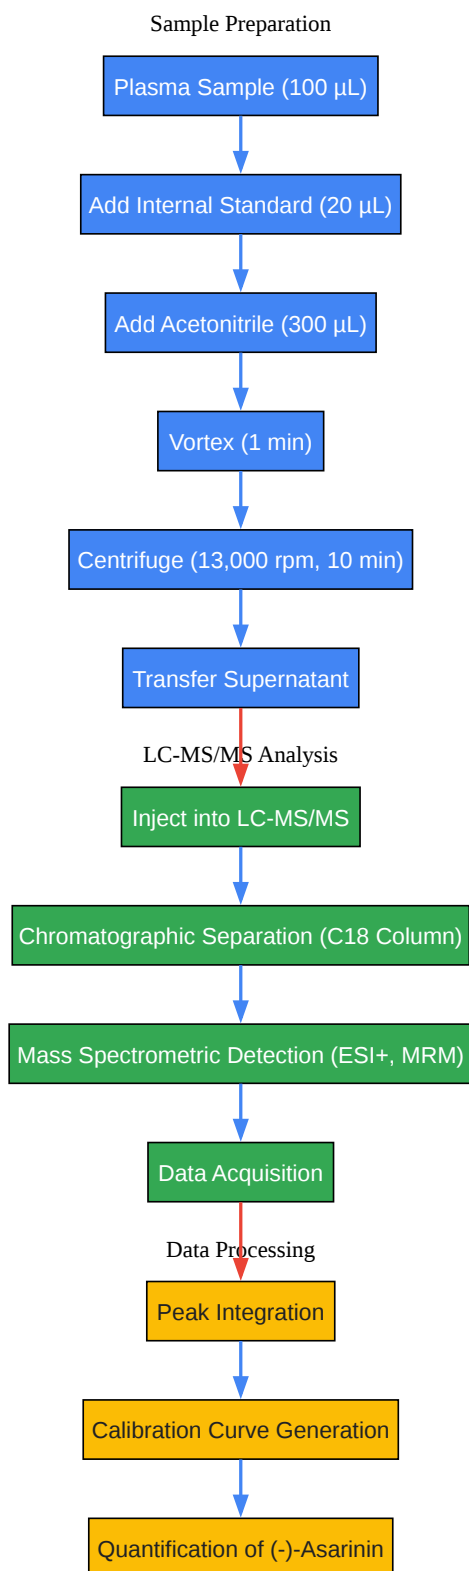 Sample Preparation
Plasma Sample (100 µL)
Add Internal Standard (20 µL)
Add Acetonitrile (300 µL)
Vortex (1 min)
Centrifuge (13,000 rpm, 10 min)
Transfer Supernatant
LC-MS/MS Analysis
Inject into LC-MS/MS
Chromatographic Separation (C18 Column)
Mass Spectrometric Detection (ESI+, MRM)
Data Acquisition
Data Processing
Peak Integration
Calibration Curve Generation
Quantification of (-)-Asarinin